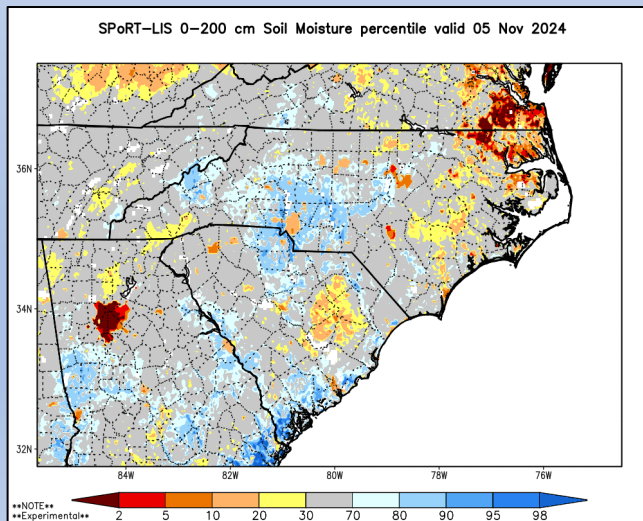 SPoRT-LIS 0-200 cm Soil Moisture percentile valid 05 Nov 2024
36N
34N
32N
84W 82W 80W 78W 76W
**NOTE**
**Experimental**
2 5 10 20 30 70 80 90 95 98